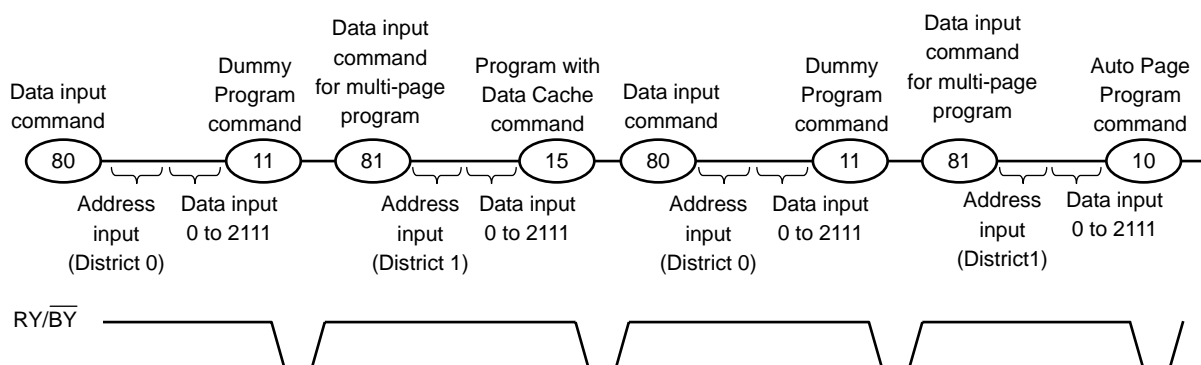 Data input
command
Dummy
Program
command
Data input
command
for multi-page
program
Program with
Data Cache
command
Data input
command
Dummy
Program
command
Data input
command
for multi-page
program
Auto Page
Program
command
80
11
81
15
80
11
81
10
Address
input
(District 0)
Data input
0 to 2111
Address
input
(District 1)
Data input
0 to 2111
Address
input
(District 0)
Data input
0 to 2111
Address
input
(District1)
Data input
0 to 2111
RY/BY